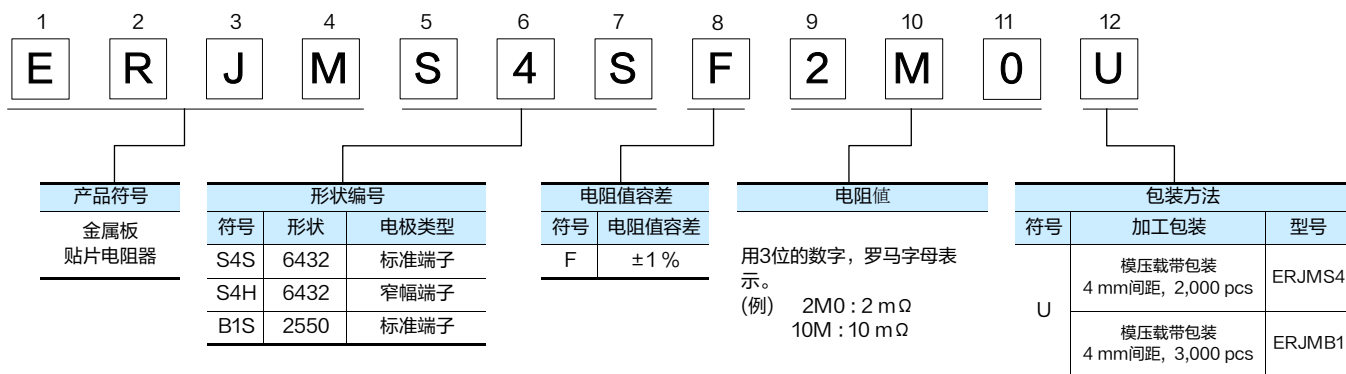 1 2 3 4 5 6 7 8 9 10 11 12
E R J M S 4 S F 2 M 0 U
产品符号
金属板
贴片电阻器
形状编号
符号 形状 电极类型
S4S 6432 标准端子
S4H 6432 窄幅端子
B1S 2550 标准端子
电阻值容差
符号 电阻值容差
F ±1 %
电阻値
用3位的数字，罗马字母表
示。
(例) 2M0 : 2 mΩ
10M : 10 mΩ
包装方法
符号 加工包装 型号
U
模压载带包装
4 mm间距, 2,000 pcs
ERJMS4
模压载带包装
4 mm间距, 3,000 pcs
ERJMB1